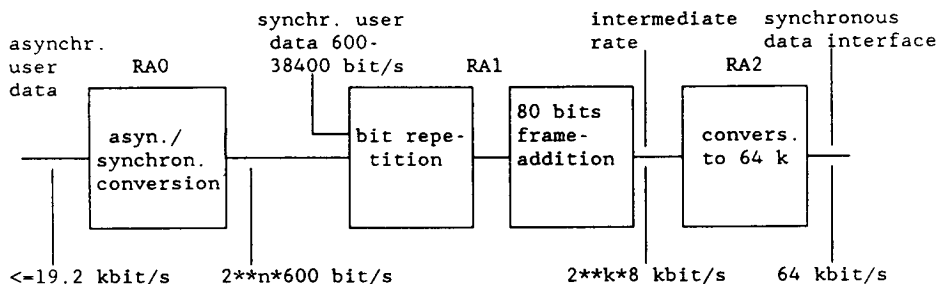 asynchr.
user
data
RA0
synchr. user
data 600-
38400 bit/s
RA1
intermediate
rate
synchronous
data interface
RA2
asyn./
synchron.
conversion
bit repe-
tition
80 bits
frame-
addition
convers.
to 64 k
<=19.2 kbit/s
2**n*600 bit/s
2**k*8 kbit/s
64 kbit/s